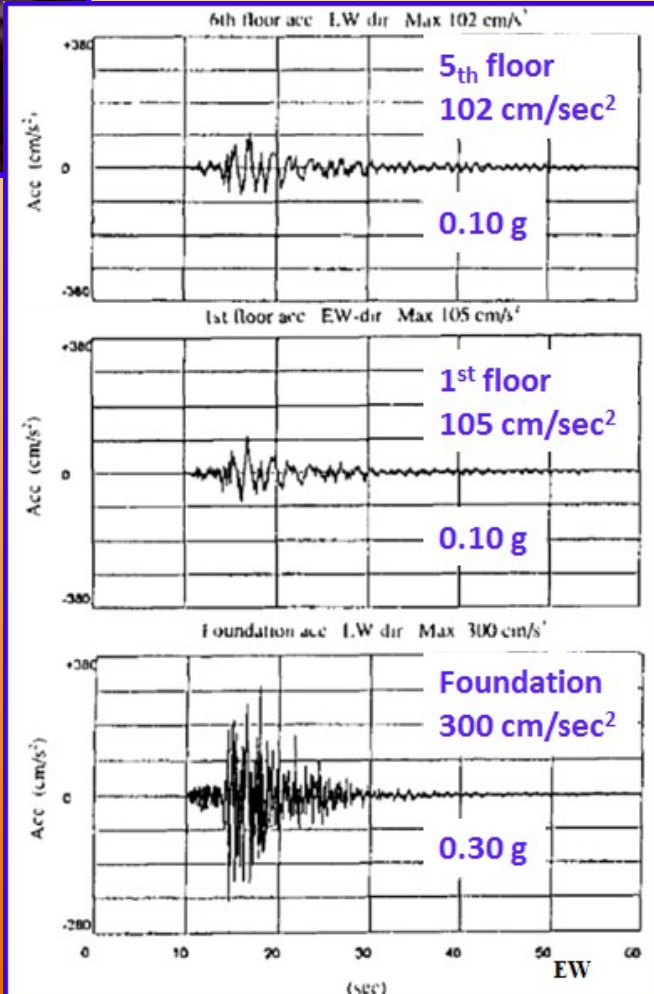 6th floor acc EW dir Max 102 cm/s²
+380
5th floor
102 cm/sec²
Acc (cm/s²)
0
0.10 g
-380
1st floor acc EW-dir Max 105 cm/s²
+380
1st floor
105 cm/sec²
Acc (cm/s²)
0
0.10 g
-380
Foundation acc EW dir Max 300 cm/s²
+380
Foundation
300 cm/sec²
Acc (cm/s²)
0
0.30 g
-380
0 10 20 30 40 50 60
EW
(sec)